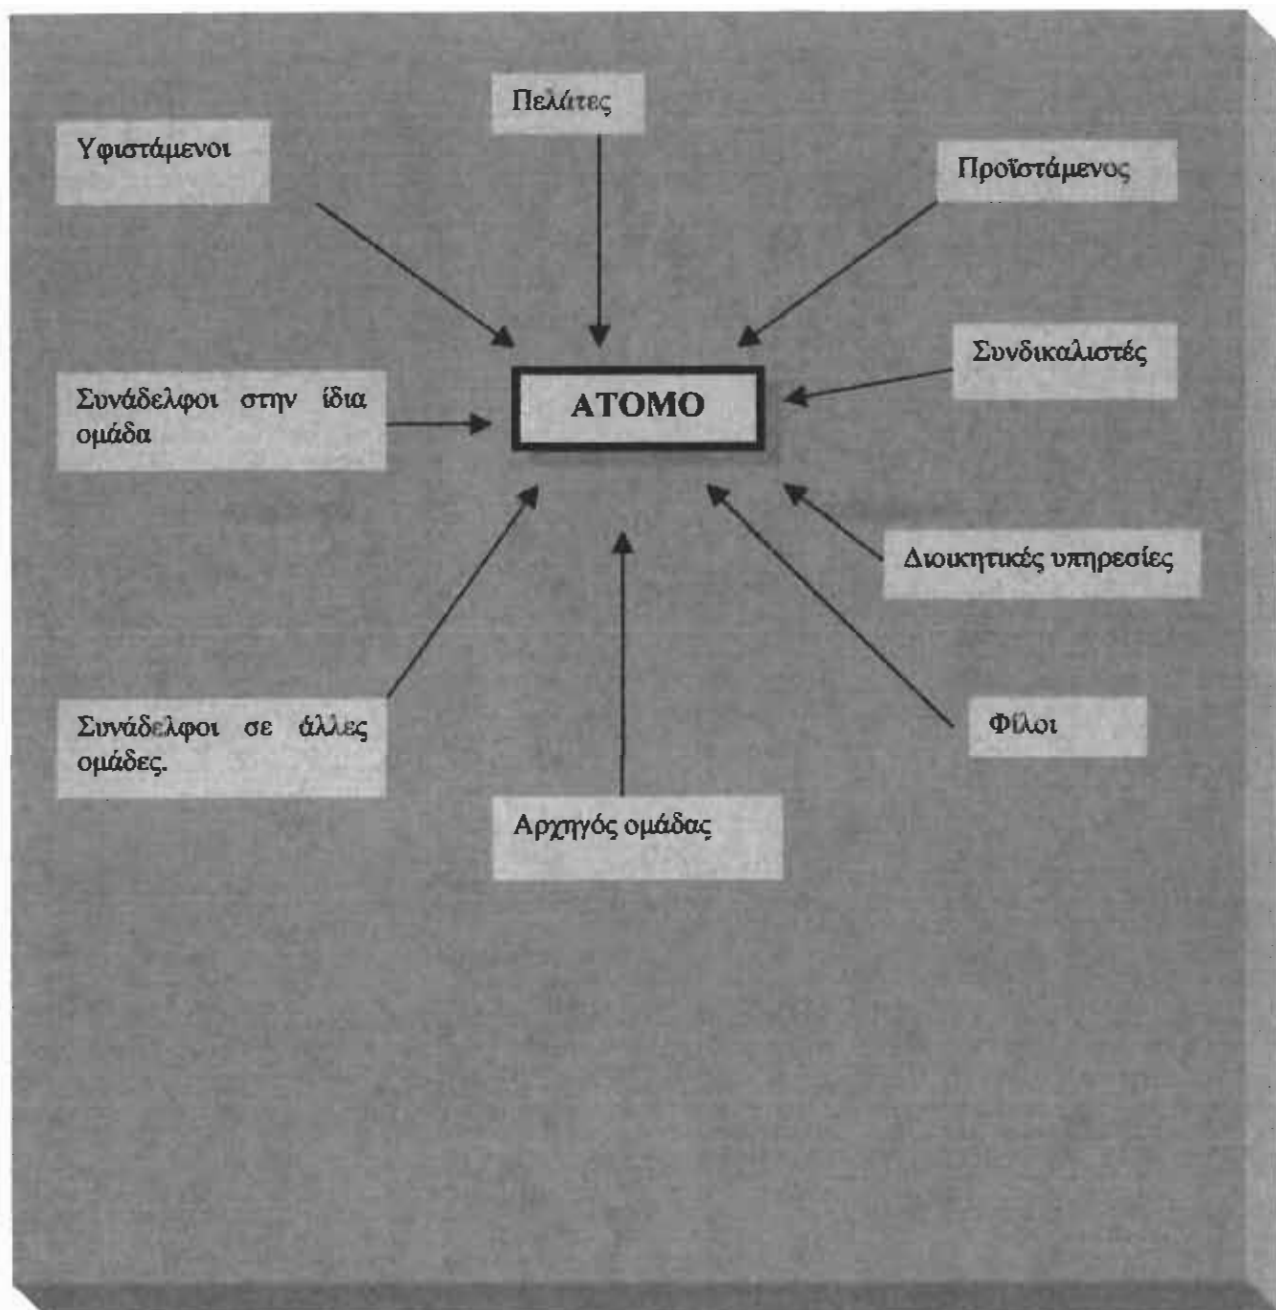 Πελάτες
Υφιστάμενοι
Προϊστάμενος
Συνδικαλιστές
Συνάδελφοι στην ίδια
ομάδα
ΑΤΟΜΟ
Διοικητικές υπηρεσίες
Συνάδελφοι σε άλλες
ομάδες.
Φίλοι
Αρχηγός ομάδας